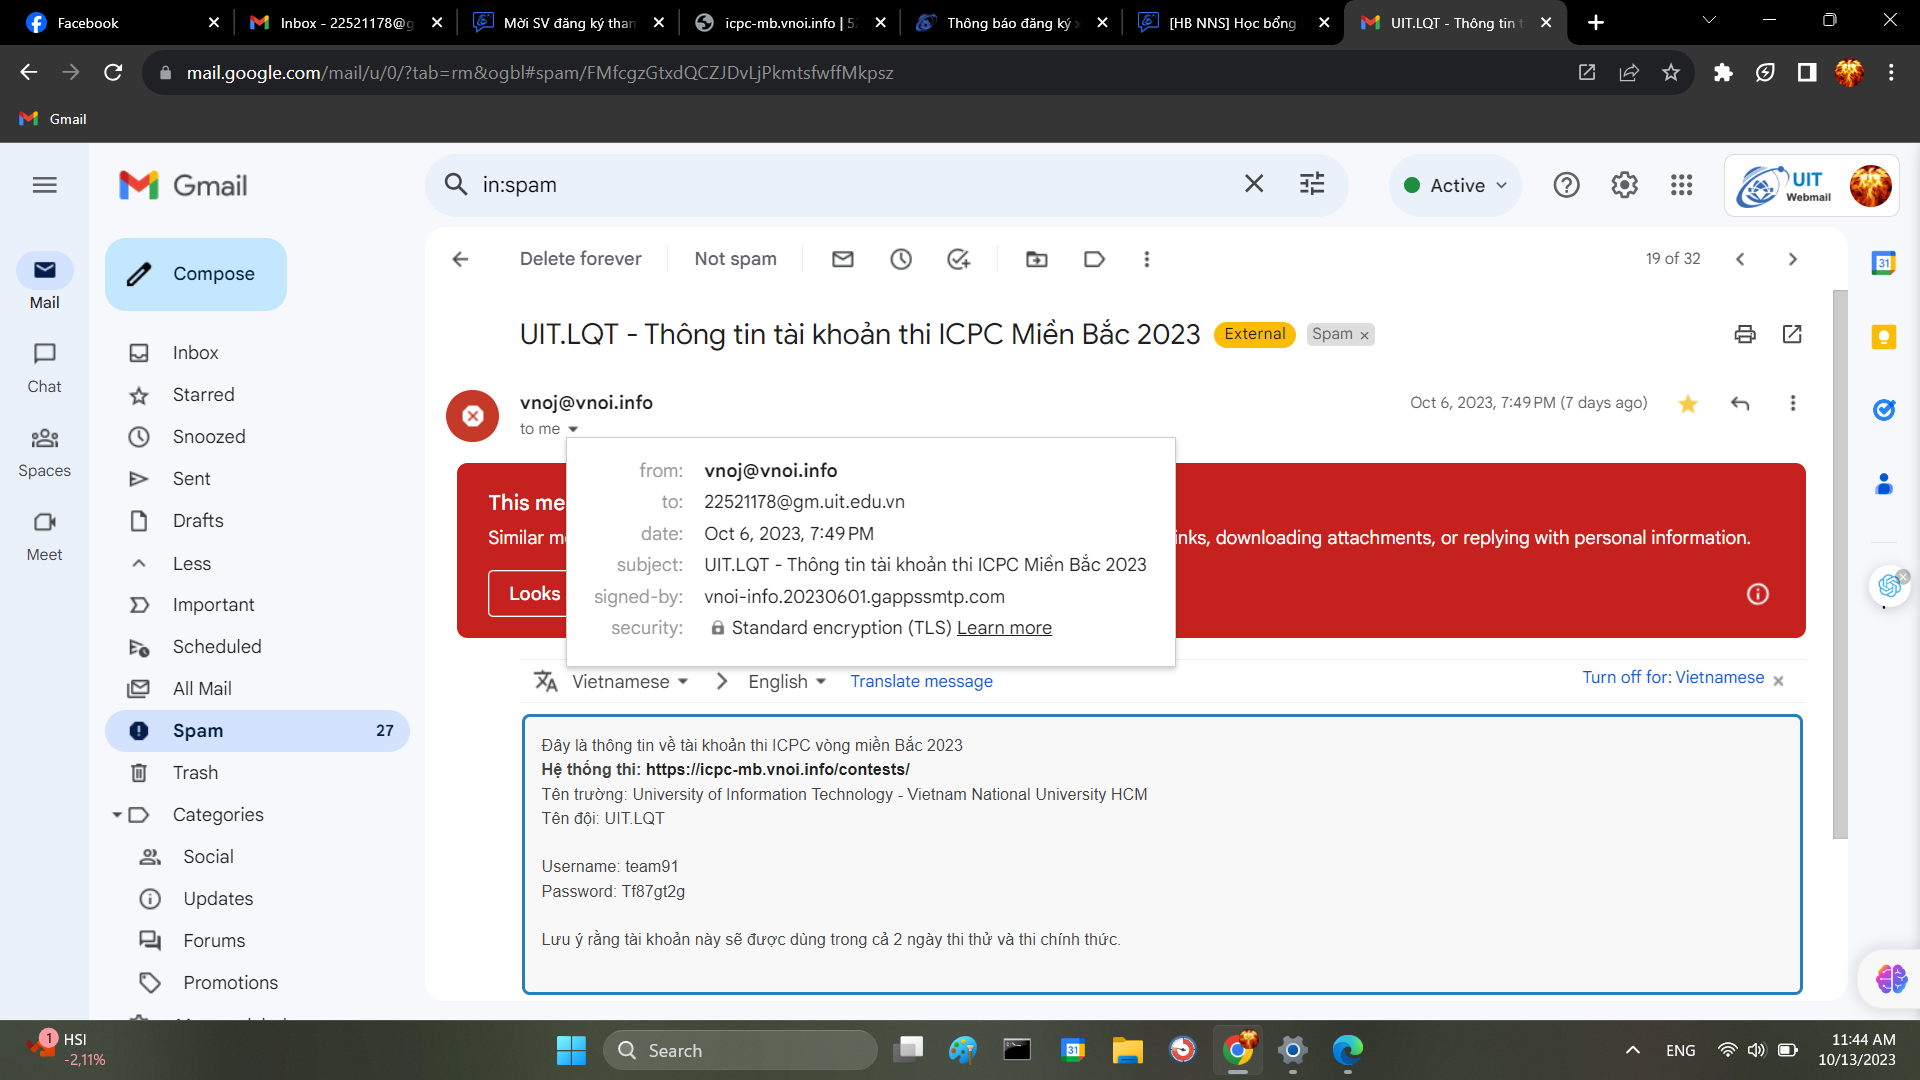 Facebook
Inbox - 22521178@g
Mời SV đăng ký tham
icpc-mb.vnoi.info | 52
Thông báo đăng ký x
[HB NNS] Học bổng
UIT.LQT - Thông tin t
mail.google.com/mail/u/0/?tab=rm&ogbl#spam/FMfcgzGtxdQCZJDvLjPkmtsfwffMkpsz
Gmail
Gmail
in:spam
Active
UIT
Webmail
Mail
Chat
Spaces
Meet
Compose
Inbox
Starred
Snoozed
Sent
Drafts
Less
Important
Scheduled
All Mail
Spam 27
Trash
Categories
Social
Updates
Forums
Promotions
Delete forever
Not spam
19 of 32
UIT.LQT - Thông tin tài khoản thi ICPC Miền Bắc 2023 External Spam x
vnoj@vnoi.info
Oct 6, 2023, 7:49 PM (7 days ago)
to me
This me
Similar m
inks, downloading attachments, or replying with personal information.
Looks
from: vnoj@vnoi.info
to: 22521178@gm.uit.edu.vn
date: Oct 6, 2023, 7:49 PM
subject: UIT.LQT - Thông tin tài khoản thi ICPC Miền Bắc 2023
signed-by: vnoi-info.20230601.gappssmtp.com
security: Standard encryption (TLS) Learn more
Vietnamese > English Translate message
Turn off for: Vietnamese x
Đây là thông tin về tài khoản thi ICPC vòng miền Bắc 2023
Hệ thống thi: https://icpc-mb.vnoi.info/contests/
Tên trường: University of Information Technology - Vietnam National University HCM
Tên đội: UIT.LQT
Username: team91
Password: Tf87gt2g
Lưu ý rằng tài khoản này sẽ được dùng trong cả 2 ngày thi thử và thi chính thức.
31
1
HSI
-2,11%
Search
31
ENG
11:44 AM
10/13/2023